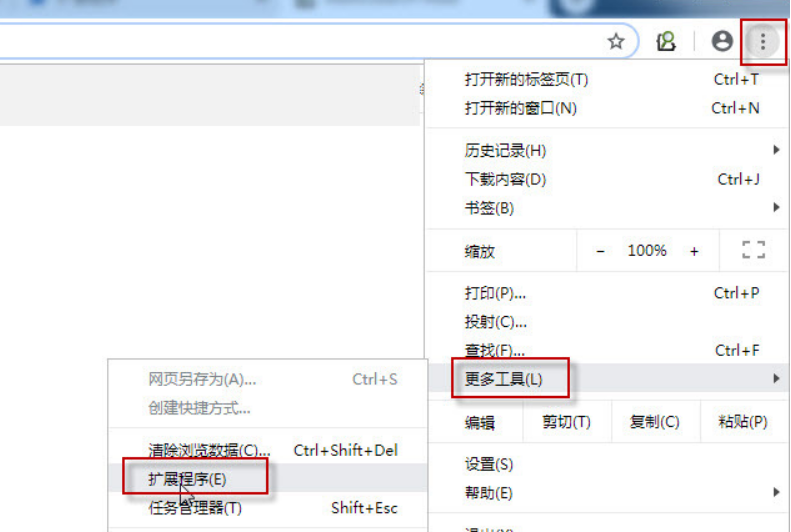 打开新的标签页(T) Ctrl+T
打开新的窗口(N) Ctrl+N
历史记录(H)
下载内容(D) Ctrl+J
书签(B)
缩放 - 100% +
打印(P)... Ctrl+P
投射(C)...
查找(F)... Ctrl+F
更多工具(L)
编辑 剪切(T) 复制(C) 粘贴(P)
设置(S)
帮助(E)
网页另存为(A)... Ctrl+S
创建快捷方式...
清除浏览数据(C)... Ctrl+Shift+Del
扩展程序(E)
任务管理器(T) Shift+Esc